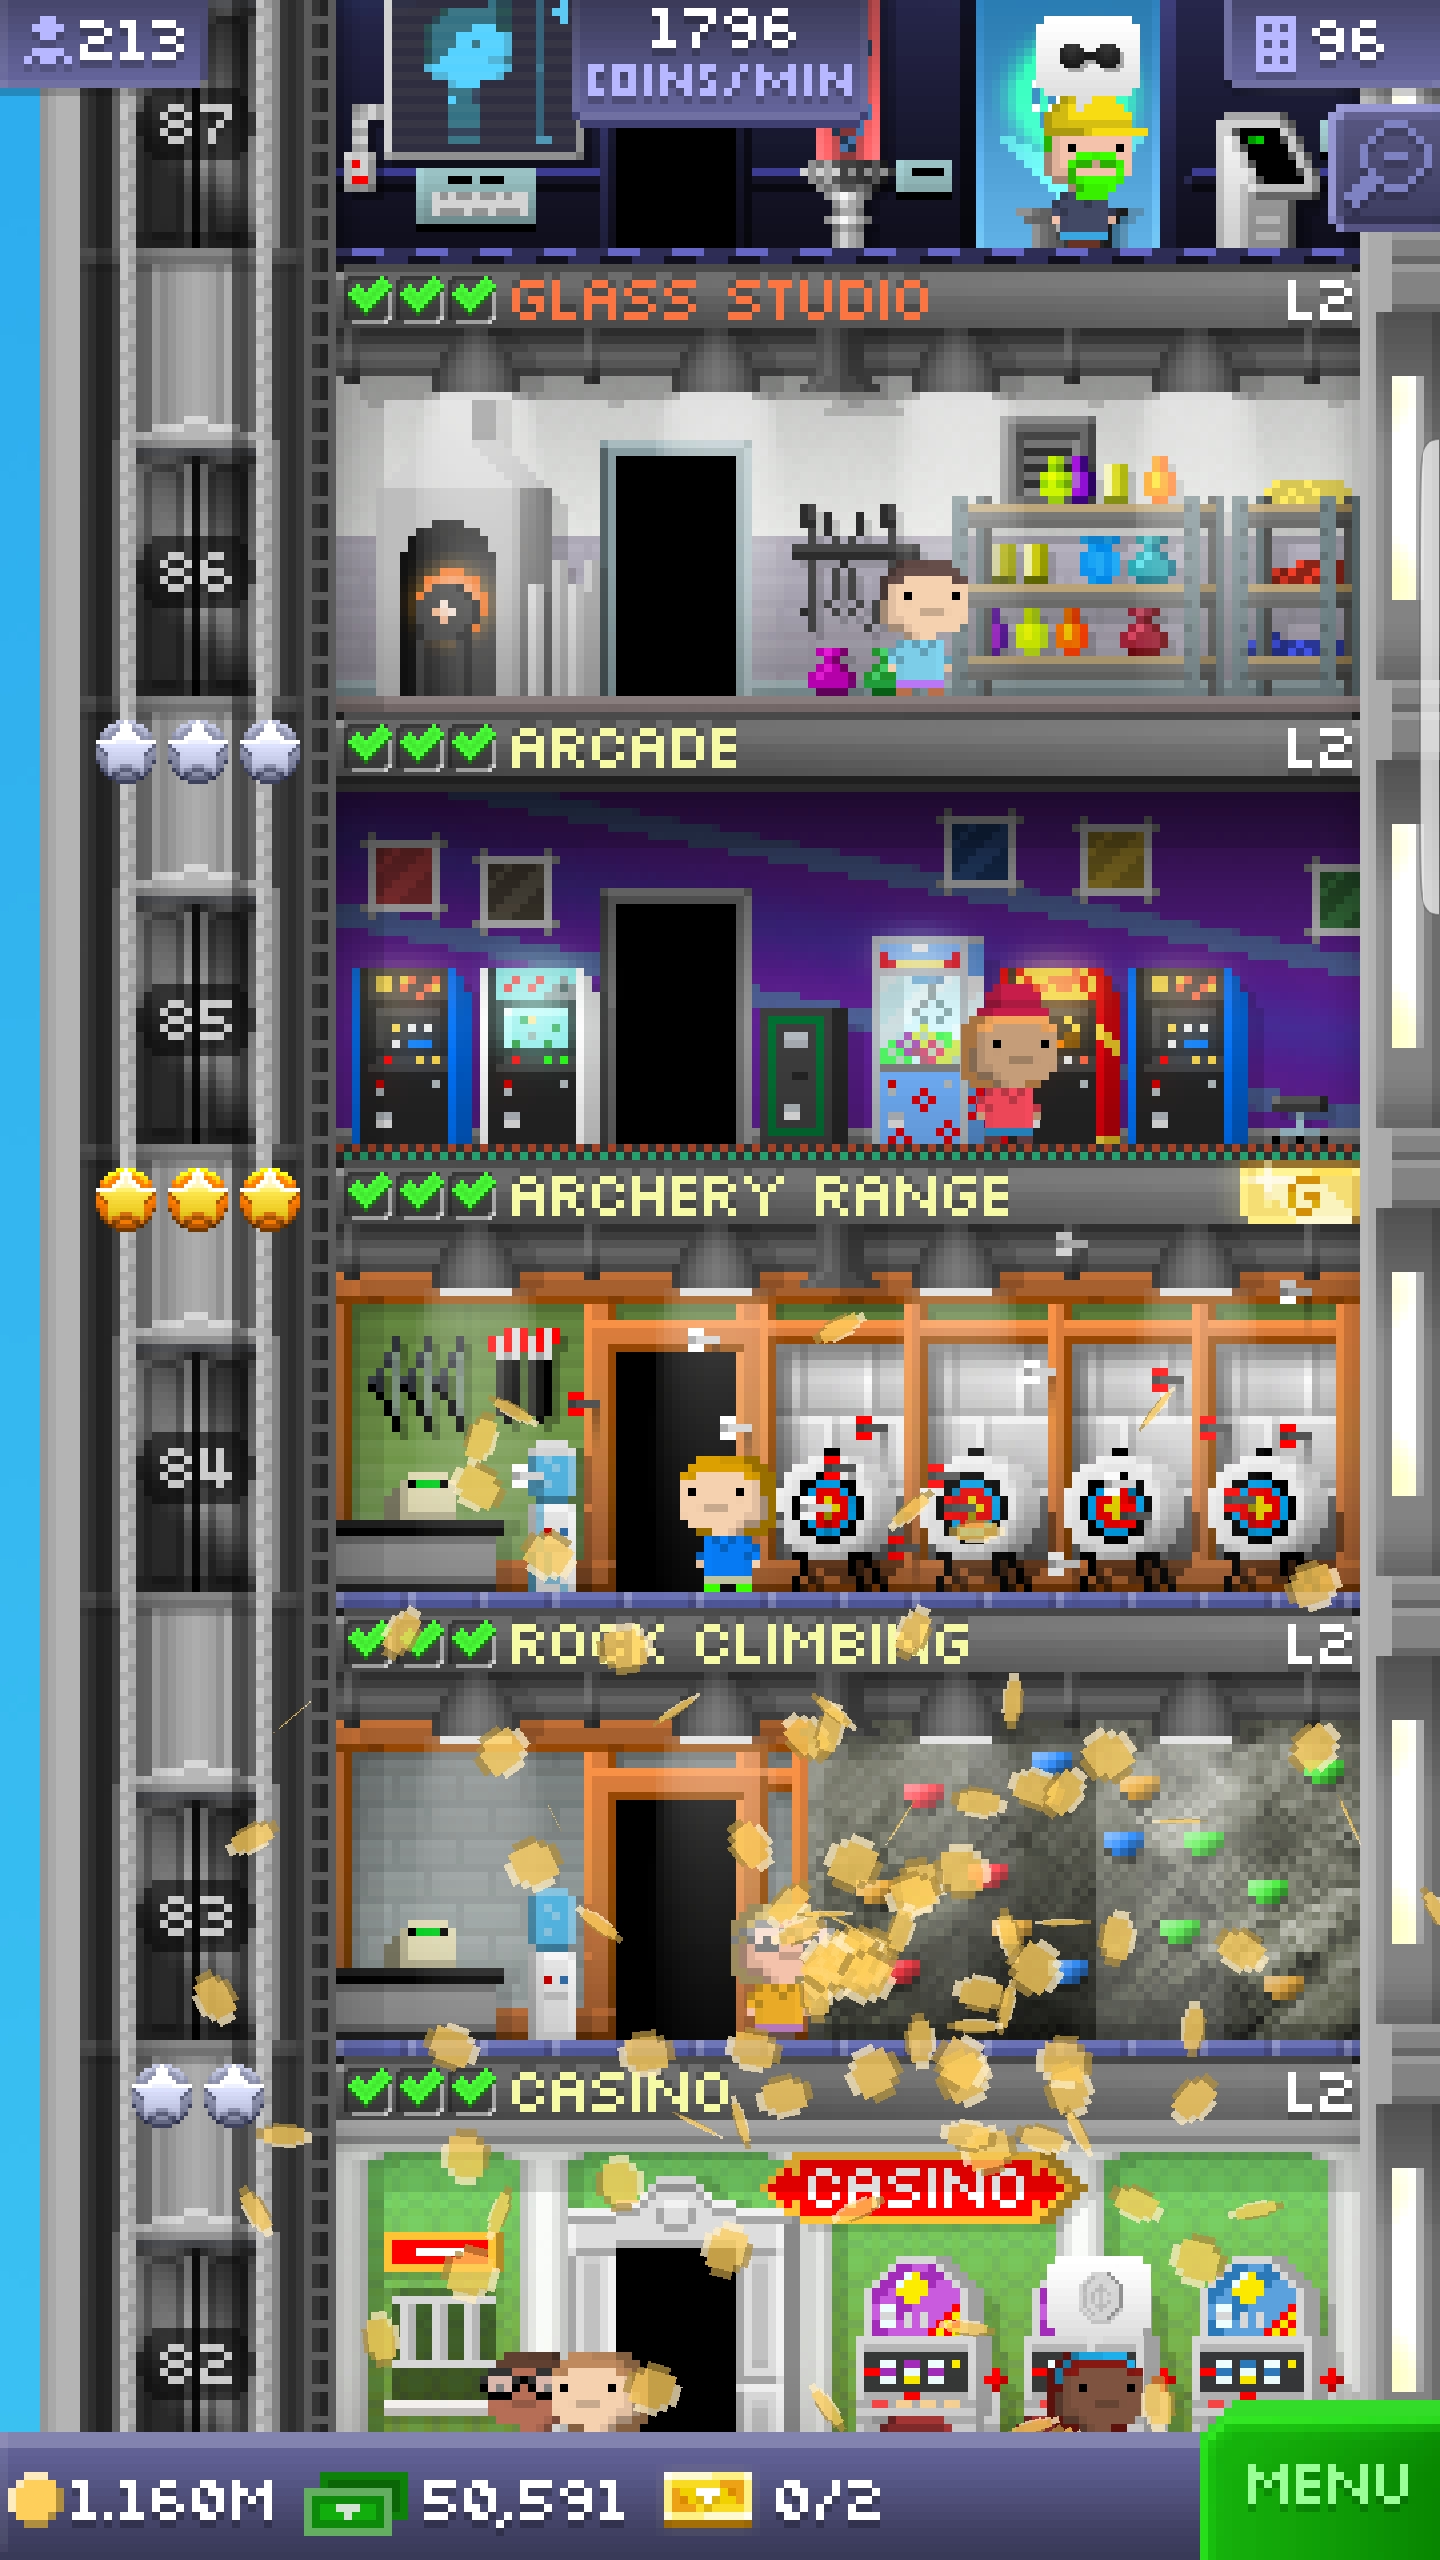 213
1796
COINS/MIN
96
87
GLASS STUDIO L2
86
ARCADE L2
85
ARCHERY RANGE G
84
ROCK CLIMBING L2
83
CASINO L2
CASINO
82
1.160M 50,591 0/2
MENU